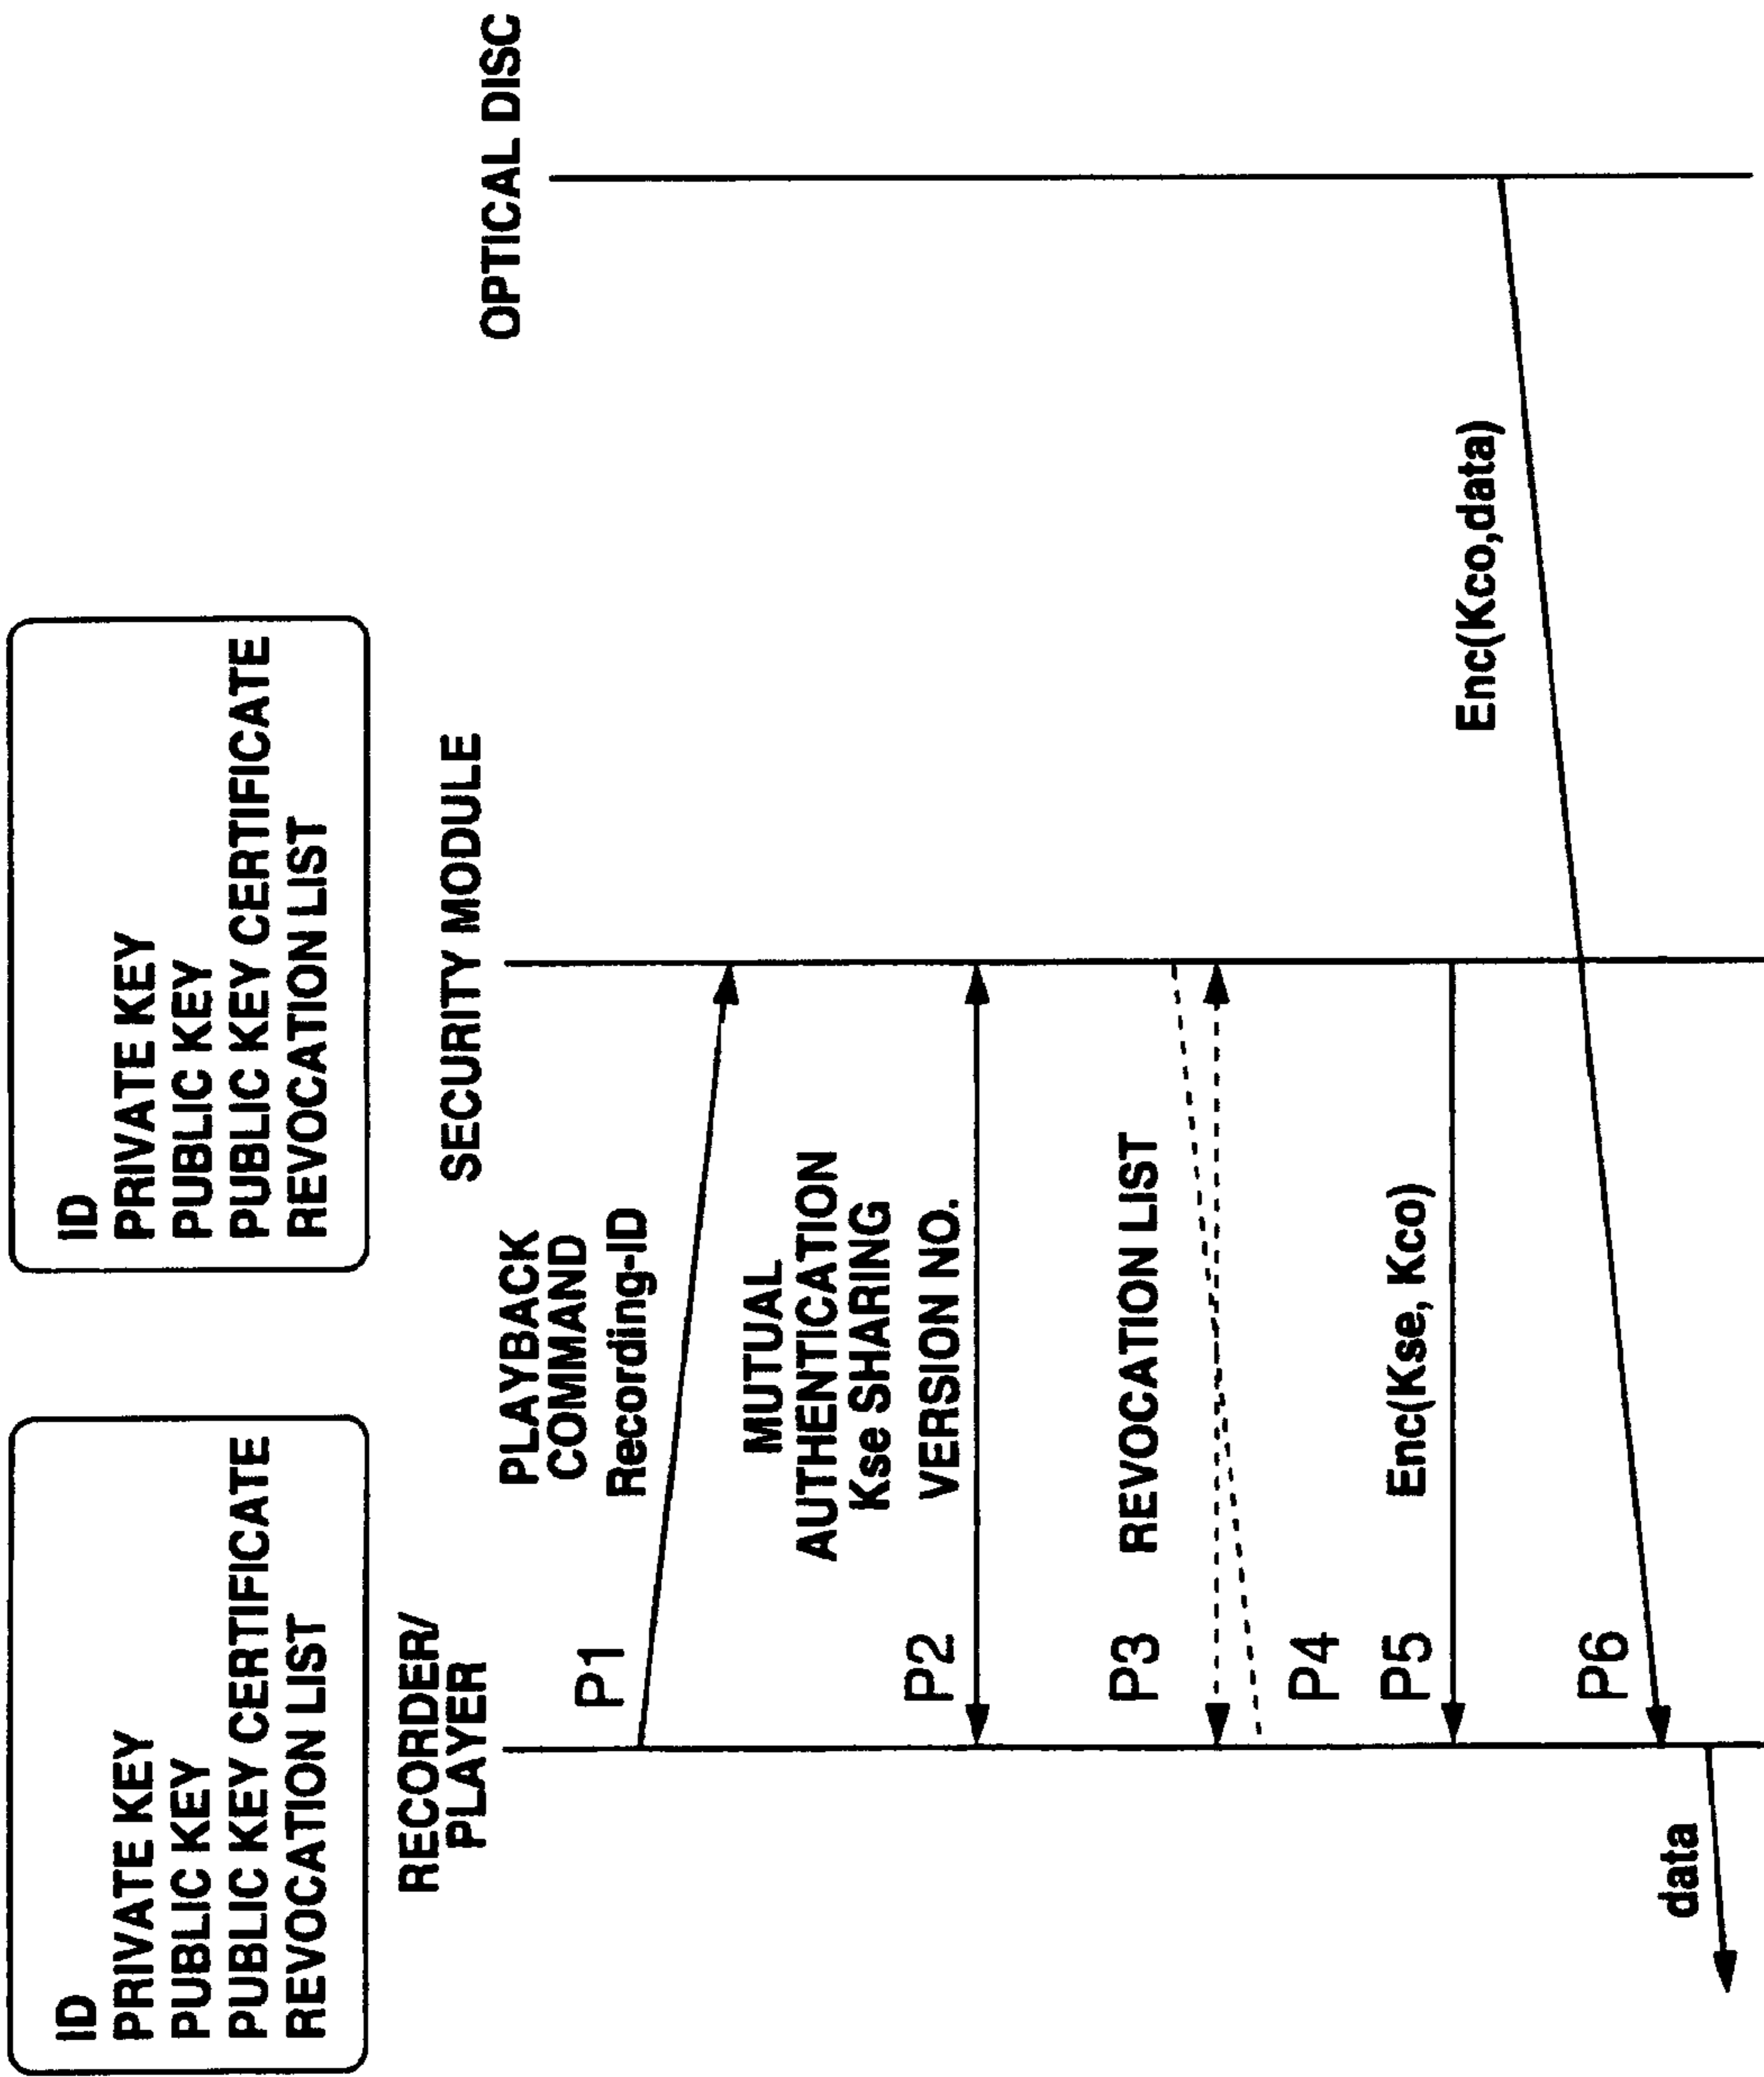 ID
PRIVATE KEY
PUBLIC KEY
PUBLIC KEY CERTIFICATE
REVOCATION LIST
ID
PRIVATE KEY
PUBLIC KEY
PUBLIC KEY CERTIFICATE
REVOCATION LIST
RECORDER/
PLAYER
SECURITY MODULE
OPTICAL DISC
PLAYBACK
COMMAND
Recording-ID
P1
MUTUAL
AUTHENTICATION
Kse SHARING
VERSION NO.
P2
P3
REVOCATION LIST
P4
P5
Enc(Kse, Kco)
Enc(Kco,data)
P6
data